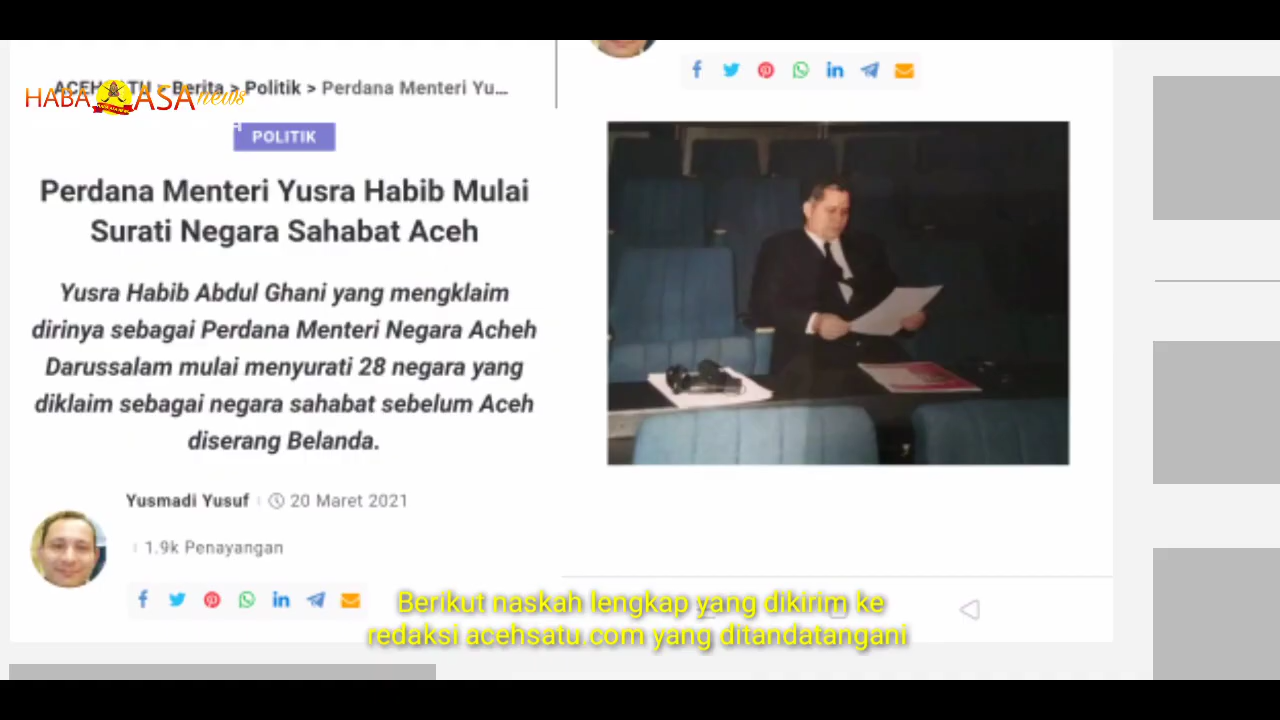 ACEHSATU > Berita > Politik > Perdana Menteri Yu...
HABA ASA news
POLITIK
Perdana Menteri Yusra Habib Mulai
Surati Negara Sahabat Aceh
Yusra Habib Abdul Ghani yang mengklaim
dirinya sebagai Perdana Menteri Negara Acheh
Darussalam mulai menyurati 28 negara yang
diklaim sebagai negara sahabat sebelum Aceh
diserang Belanda.
Yusmadi Yusuf
20 Maret 2021
1.9k Penayangan
Berikut naskah lengkap yang dikirim ke
redaksi acehsatu.com yang ditandatangani